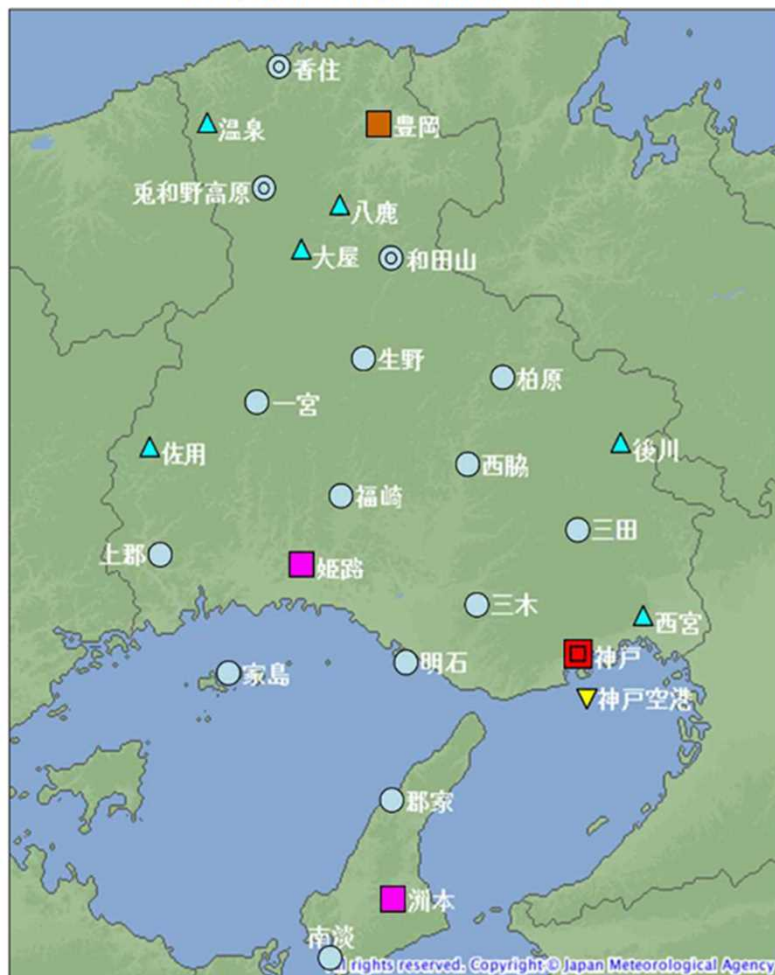 香住
温泉
豊岡
兎和野高原
八鹿
大屋
和田山
生野
柏原
一宮
佐用
後川
西脇
福崎
三田
上郡
姫路
三木
西宮
神戸
明石
家島
神戸空港
郡家
洲本
南淡
All rights reserved. Copyright © Japan Meteorological Agency